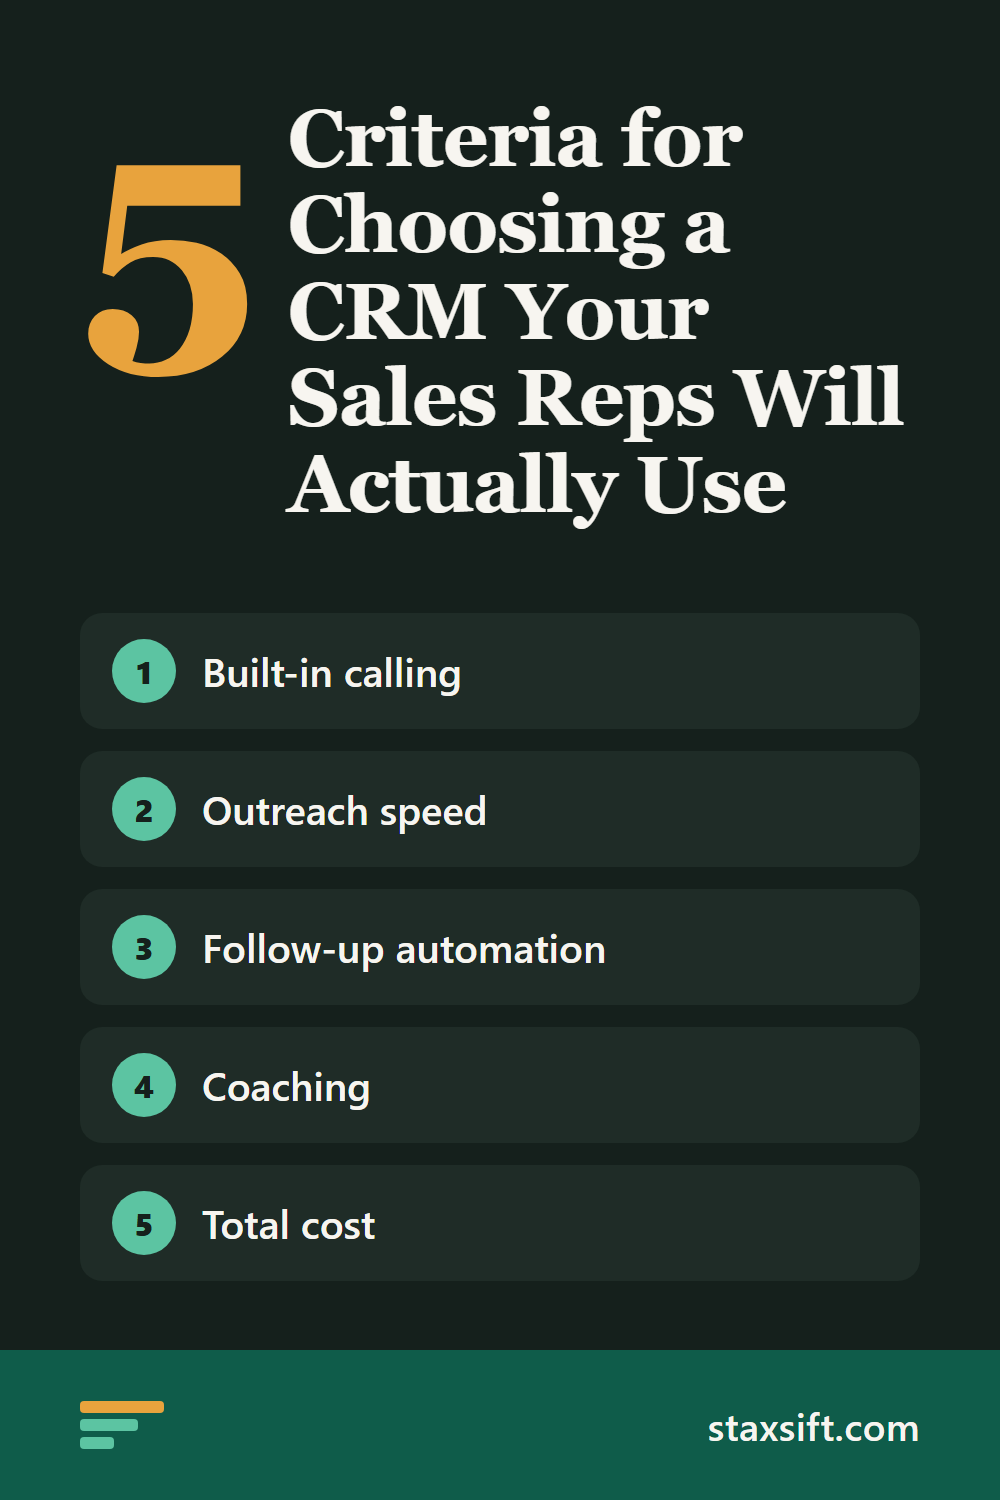 5
Criteria for
Choosing a
CRM Your
Sales Reps Will
Actually Use
1 Built-in calling
2 Outreach speed
3 Follow-up automation
4 Coaching
5 Total cost
staxsift.com